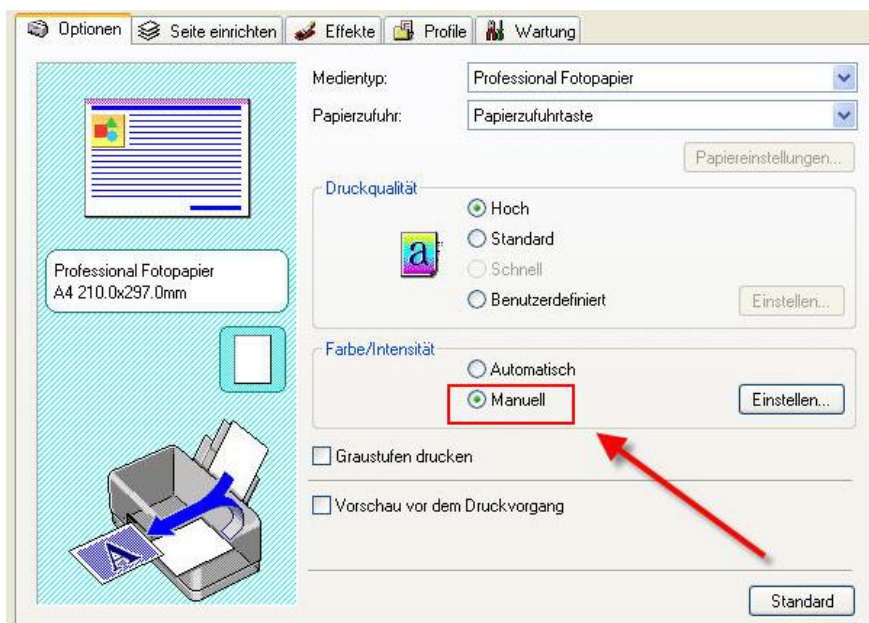 Optionen Seite einrichten Effekte Profile Wartung
Medientyp: Professional Fotopapier
Papierzufuhr: Papierzufuhrtaste
Papiereinstellungen...
Druckqualität
Hoch
a
Standard
Schnell
Benutzerdefiniert Einstellen...
Professional Fotopapier
A4 210.0x297.0mm
Farbe/Intensität
Automatisch
Manuell Einstellen...
Graustufen drucken
Vorschau vor dem Druckvorgang
A
Standard